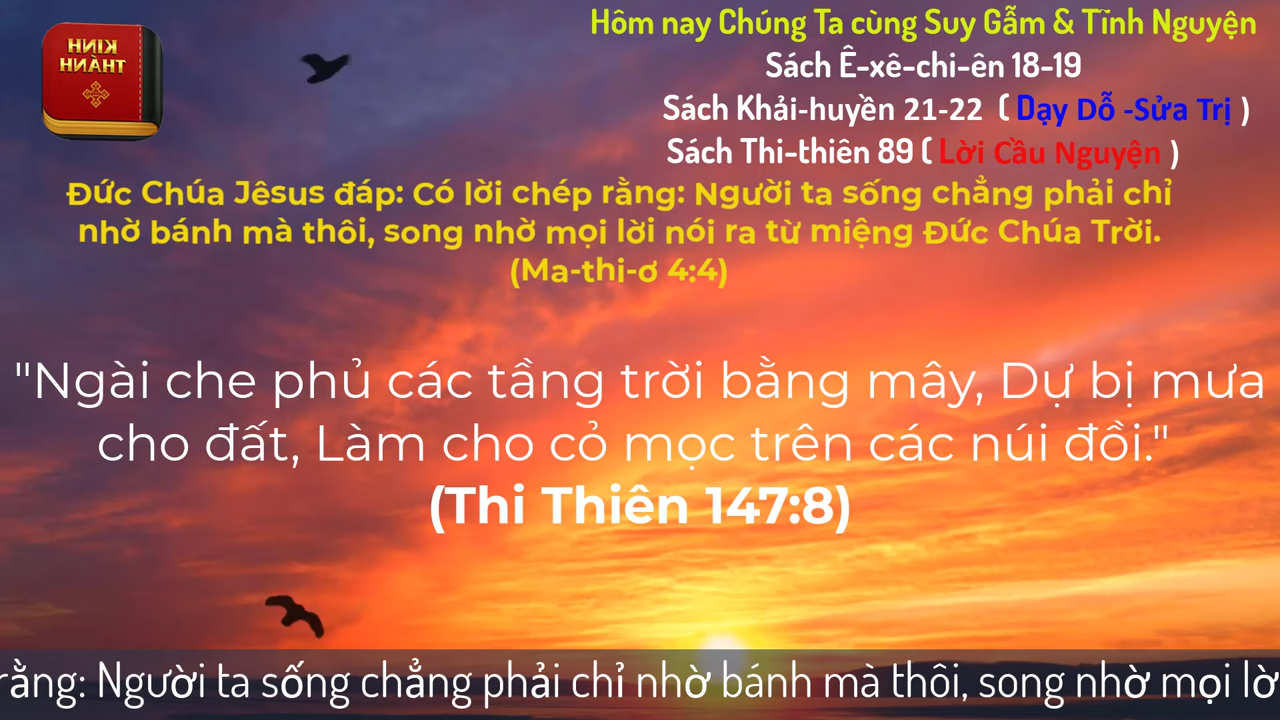 KINH
THÁNH
Hôm nay Chúng Ta cùng Suy Gẫm & Tĩnh Nguyện
Sách Ê-xê-chi-ên 18-19
Sách Khải-huyền 21-22 ( Dạy Dỗ -Sửa Trị )
Sách Thi-thiên 89 ( Lời Cầu Nguyện )
Đức Chúa Jêsus đáp: Có lời chép rằng: Người ta sống chẳng phải chỉ
nhờ bánh mà thôi, song nhờ mọi lời nói ra từ miệng Đức Chúa Trời.
(Ma-thi-ơ 4:4)
"Ngài che phủ các tầng trời bằng mây, Dự bị mưa
cho đất, Làm cho cỏ mọc trên các núi đồi."
(Thi Thiên 147:8)
rằng: Người ta sống chẳng phải chỉ nhờ bánh mà thôi, song nhờ mọi lờ